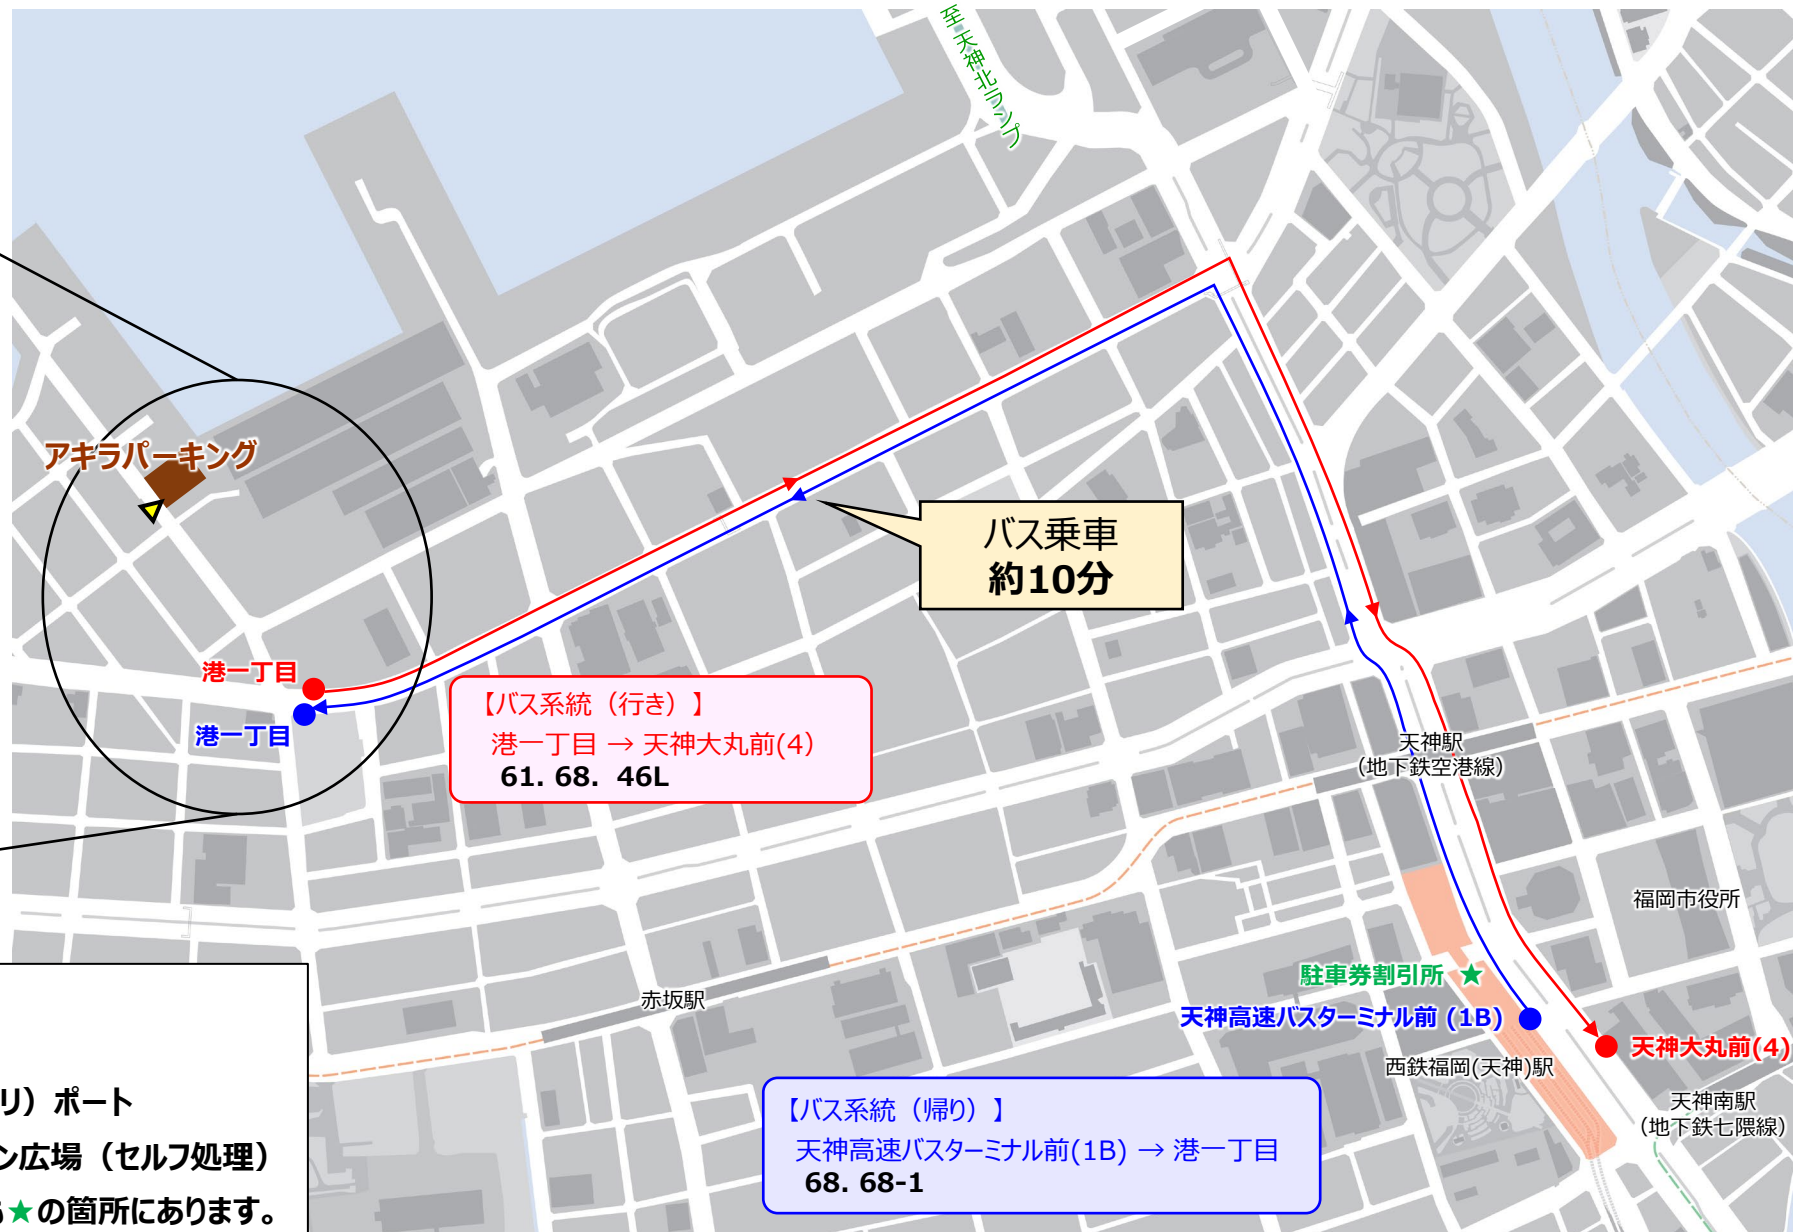 至天神北ランプ
アキラパーキング
バス乗車
約10分
港一丁目
港一丁目
【バス系統（行き）】
港一丁目 → 天神大丸前(4)
61. 68. 46L
天神駅
(地下鉄空港線)
福岡市役所
駐車券割引所 ★
天神高速バスターミナル前 (1B)
天神大丸前(4)
西鉄福岡(天神)駅
天神南駅
(地下鉄七隈線)
赤坂駅
【バス系統（帰り）】
天神高速バスターミナル前(1B) → 港一丁目
68. 68-1
リ）ポート
ン広場（セルフ処理）
★の箇所にあります。